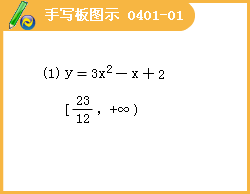 手写板图示 0401-01
(1) y = 3x² − x + 2
[23/12 , +∞)